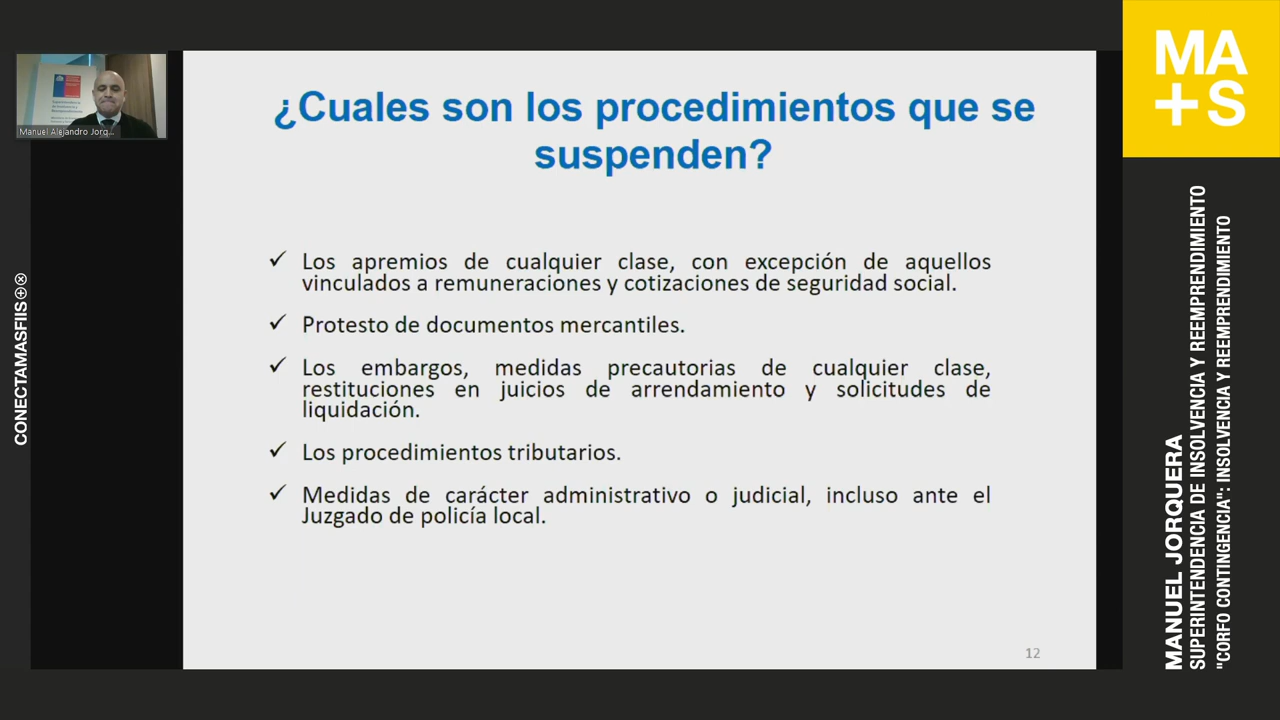 ¿Cuales son los procedimientos que se
suspenden?
Los apremios de cualquier clase, con excepción de aquellos
vinculados a remuneraciones y cotizaciones de seguridad social.
Protesto de documentos mercantiles.
Los embargos, medidas precautorias de cualquier clase,
restituciones en juicios de arrendamiento y solicitudes de
liquidación.
Los procedimientos tributarios.
Medidas de carácter administrativo o judicial, incluso ante el
Juzgado de policía local.
12
Manuel Alejandro Jorq...
CONECTAMASFIIS
MA
+S
MANUEL JORQUERA
SUPERINTENDENCIA DE INSOLVENCIA Y REEMPRENDIMIENTO
"CORFO CONTINGENCIA": INSOLVENCIA Y REEMPRENDIMIENTO